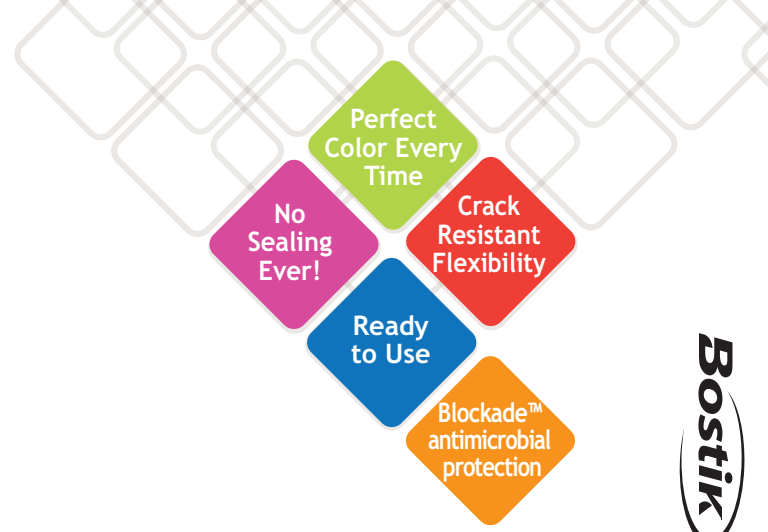 Perfect
Color Every
Time
No
Sealing
Ever!
Crack
Resistant
Flexibility
Ready
to Use
Blockade™
antimicrobial
protection
Bostik